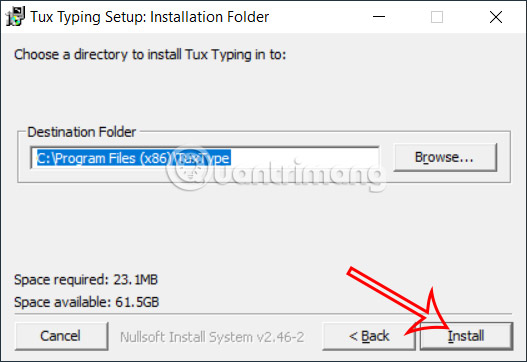 Tux Typing Setup: Installation Folder
Choose a directory to install Tux Typing in to:
Destination Folder
C:\Program Files (x86)\TuxType
Browse...
Quantrimang
Space required: 23.1MB
Space available: 61.5GB
Cancel
Nullsoft Install System v2.46-2
< Back
Install